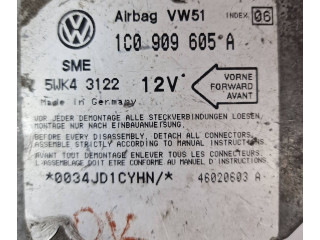 Airbag VW51 INDEX. 06
1C0 909 605 A
SME
5WK4 3122 12V
VORNE
FORWARD
AVANT
Made in Germany
VOR JEDER DEMONTAGE ALLE STECKVERBINDUNGEN LOESEN,
MONTAGE NUR NACH EINBAUANWEISUNG.
BEFORE EVERY DISASSEMBLY, DETACH ALL CONNECTORS.
ASSEMBLE STRICTLY ACCORDING TO MANUAL INSTRUCTIONS.
AVANT TOUT DEMONTAGE ENLEVER TOUS LES CONNECTEURS.
L'ASSEMBLAGE DOIT ETRE CONFORME AU MANUEL D'INSTRUCTIONS
*0034JD1CYHN/* 46020603 A